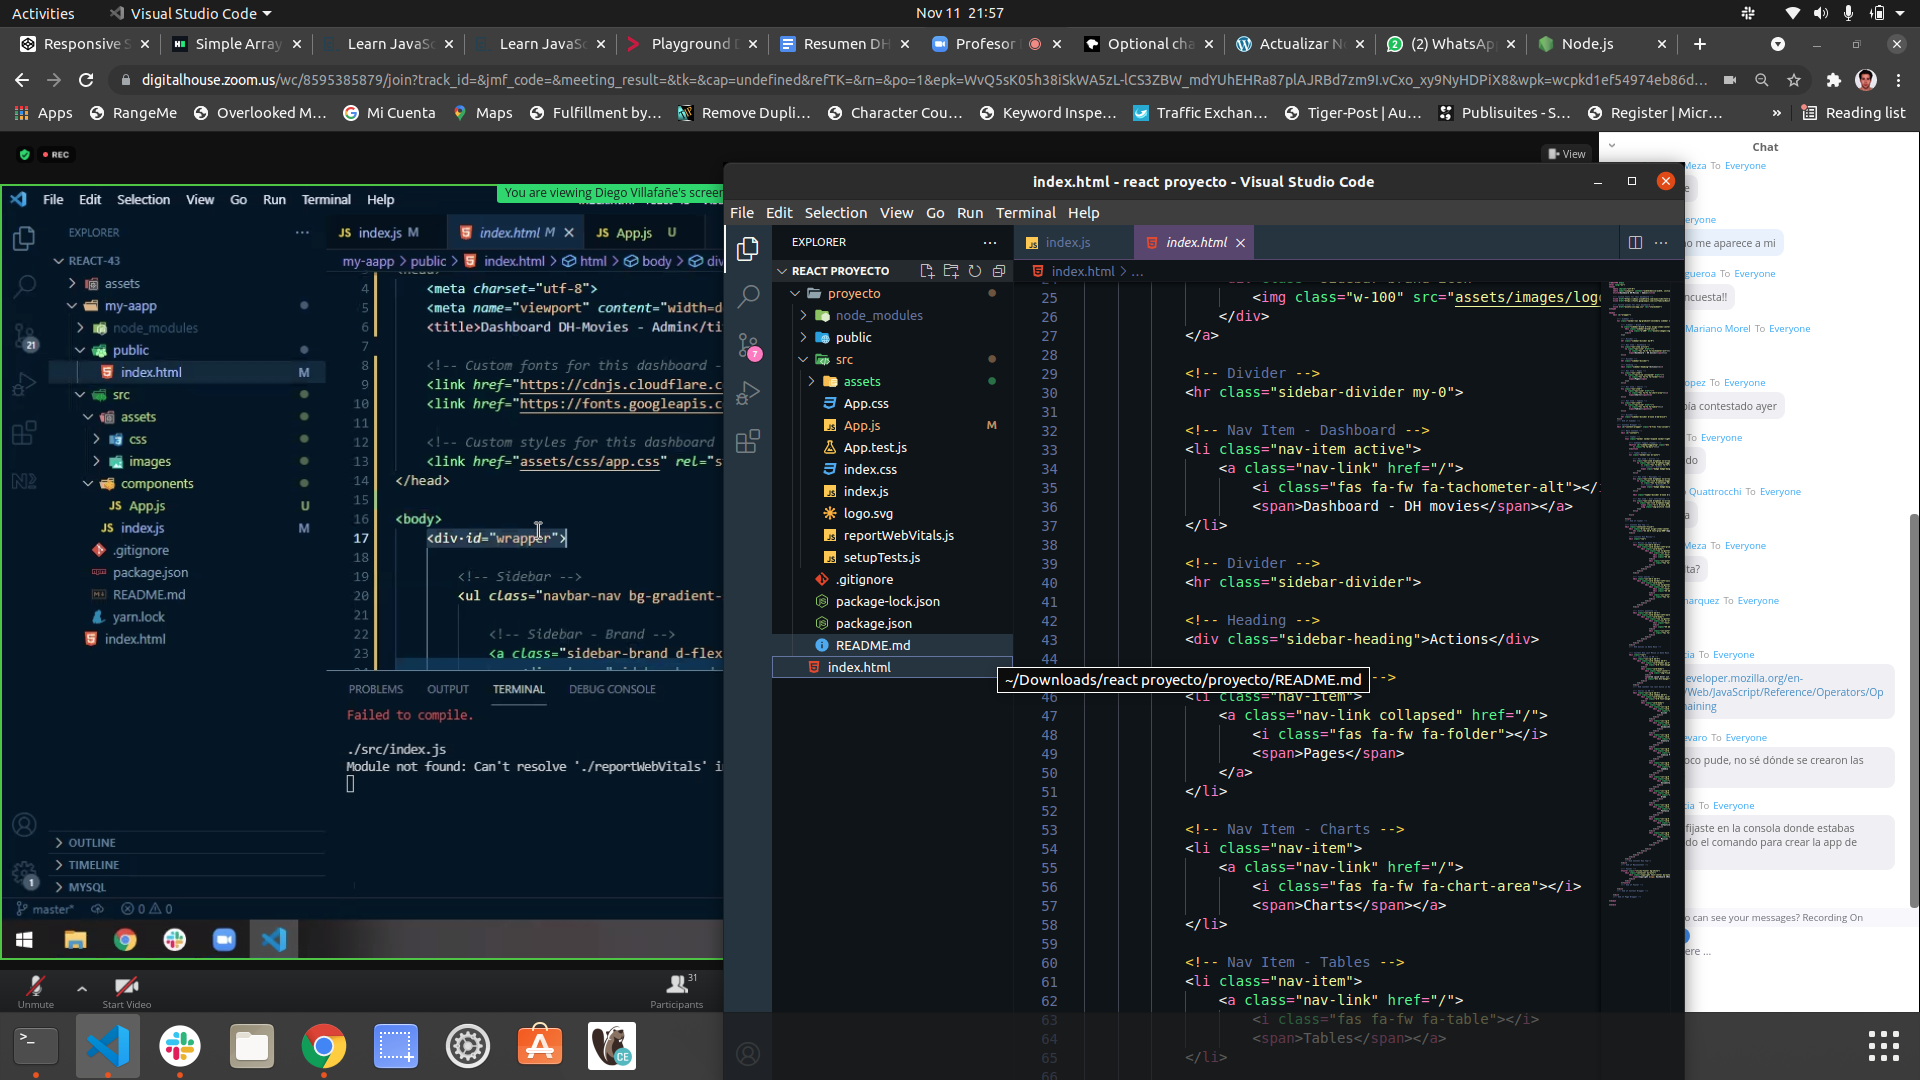 Activities
Visual Studio Code
Nov 11 21:57
Responsive S
Simple Array
Learn JavaSc
Learn JavaSc
Playground D
Resumen DH
Profesor
Optional cha
Actualizar N
(2) WhatsAp
Node.js
digitalhouse.zoom.us/wc/8595385879/join?track_id=&jmf_code=&meeting_result=&tk=&cap=undefined&refTK=&rn=&po=1&epk=WvQ5sK05h38iSkWA5zL-lCS3ZBW_mdYUhEHRa87plAJRBd7zm9I.vCxo_xy9NyHDPiX8&wpk=wcpkd1ef54974eb86d...
Apps
RangeMe
Overlooked M...
Mi Cuenta
Maps
Fulfillment by...
Remove Dupli...
Character Cou...
Keyword Inspe...
Traffic Exchan...
Tiger-Post | Au...
Publisuites - S...
Register | Micr...
»
Reading list
REC
View
You are viewing Diego Villafañe's screen
File Edit Selection View Go Run Terminal Help
EXPLORER
REACT-43
assets
my-aapp
node_modules
public
index.html M
src
assets
css
images
components
App.js U
index.js M
.gitignore
package.json
README.md
yarn.lock
index.html
OUTLINE
TIMELINE
MYSQL
master*
0 0
21
1
index.js M
index.html M
App.js U
my-aapp > public > index.html > html > body > div
4 <meta charset="utf-8">
5 <meta name="viewport" content="width=d
6 <title>Dashboard DH-Movies - Admin</ti
7
8 <!-- Custom fonts for this dashboard -
9 <link href="https://cdnjs.cloudflare.c
10 <link href="https://fonts.googleapis.c
11
12 <!-- Custom styles for this dashboard
13 <link href="assets/css/app.css" rel="s
14 </head>
15
16 <body>
17 <div·id="wrapper">
18
19 <!-- Sidebar -->
20 <ul class="navbar-nav bg-gradient-
21
22 <!-- Sidebar - Brand -->
23 <a class="sidebar-brand d-flex
PROBLEMS OUTPUT TERMINAL DEBUG CONSOLE
Failed to compile.
./src/index.js
Module not found: Can't resolve './reportWebVitals' i
Unmute
Start Video
31
Participants
index.html - react proyecto - Visual Studio Code
File Edit Selection View Go Run Terminal Help
EXPLORER
REACT PROYECTO
proyecto
node_modules
public
src
assets
App.css
App.js M
App.test.js
index.css
index.js
logo.svg
reportWebVitals.js
setupTests.js
.gitignore
package-lock.json
package.json
README.md
index.html
7
~/Downloads/react proyecto/proyecto/README.md
index.js
index.html
index.html > ...
25 <img class="w-100" src="assets/images/logo
26 </div>
27 </a>
28
29 <!-- Divider -->
30 <hr class="sidebar-divider my-0">
31
32 <!-- Nav Item - Dashboard -->
33 <li class="nav-item active">
34 <a class="nav-link" href="/">
35 <i class="fas fa-fw fa-tachometer-alt"></i
36 <span>Dashboard - DH movies</span></a>
37 </li>
38
39 <!-- Divider -->
40 <hr class="sidebar-divider">
41
42 <!-- Heading -->
43 <div class="sidebar-heading">Actions</div>
44
-->
46 <li class="nav-item">
47 <a class="nav-link collapsed" href="/">
48 <i class="fas fa-fw fa-folder"></i>
49 <span>Pages</span>
50 </a>
51 </li>
52
53 <!-- Nav Item - Charts -->
54 <li class="nav-item">
55 <a class="nav-link" href="/">
56 <i class="fas fa-fw fa-chart-area"></i>
57 <span>Charts</span></a>
58 </li>
59
60 <!-- Nav Item - Tables -->
61 <li class="nav-item">
62 <a class="nav-link" href="/">
63 <i class="fas fa-fw fa-table"></i>
64 <span>Tables</span></a>
65 </li>
66
Chat
Meza To Everyone
e
eryone
no me aparece a mi
gueroa To Everyone
ncuesta!!
Mariano Morel To Everyone
opez To Everyone
bía contestado ayer
To Everyone
do
Quattrocchi To Everyone
a
Meza To Everyone
ta?
marquez To Everyone
cia To Everyone
eveloper.mozilla.org/en-
/Web/JavaScript/Reference/Operators/Op
haining
evaro To Everyone
oco pude, no sé dónde se crearon las
cia To Everyone
fijaste en la consola donde estabas
do el comando para crear la app de
o can see your messages? Recording On
ere ...